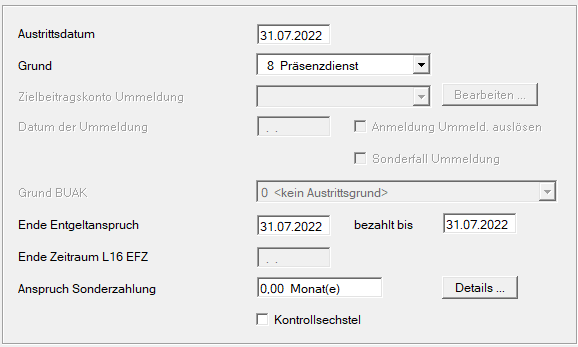 Austrittsdatum 31.07.2022
Grund 8 Präsenzdienst
Zielbeitragskonto Ummeldung Bearbeiten ...
Datum der Ummeldung . . Anmeldung Ummeld. auslösen
Sonderfall Ummeldung
Grund BUAK 0 <kein Austrittsgrund>
Ende Entgeltanspruch 31.07.2022 bezahlt bis 31.07.2022
Ende Zeitraum L16 EFZ . .
Anspruch Sonderzahlung 0,00 Monat(e) Details ...
Kontrollsechstel